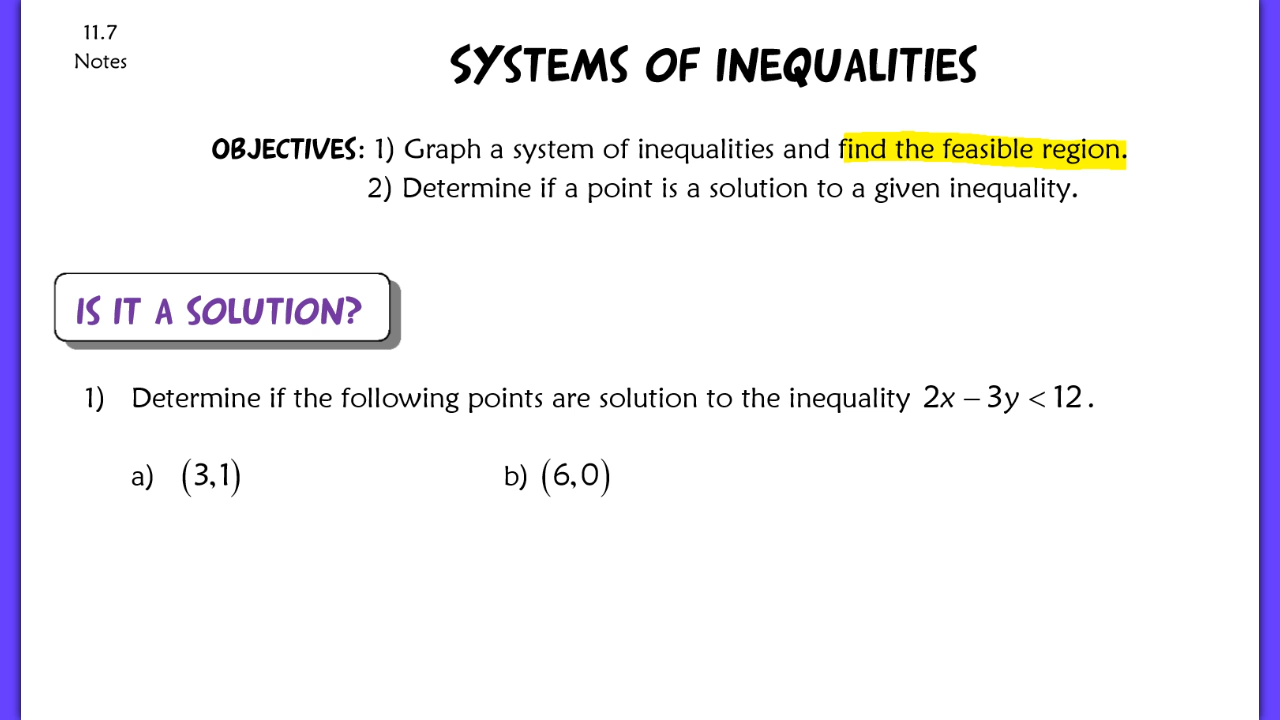 11.7
Notes
SYSTEMS OF INEQUALITIES
OBJECTIVES: 1) Graph a system of inequalities and find the feasible region.
2) Determine if a point is a solution to a given inequality.
IS IT A SOLUTION?
1) Determine if the following points are solution to the inequality 2x – 3y < 12.
a) (3,1) b) (6,0)